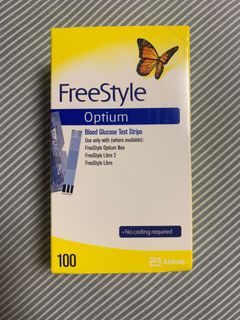 FreeStyle
Optium
Blood Glucose Test Strips
Use only with (where available):
FreeStyle Optium Neo
FreeStyle Libre 2
FreeStyle Libre
• No coding required
100
Abbott